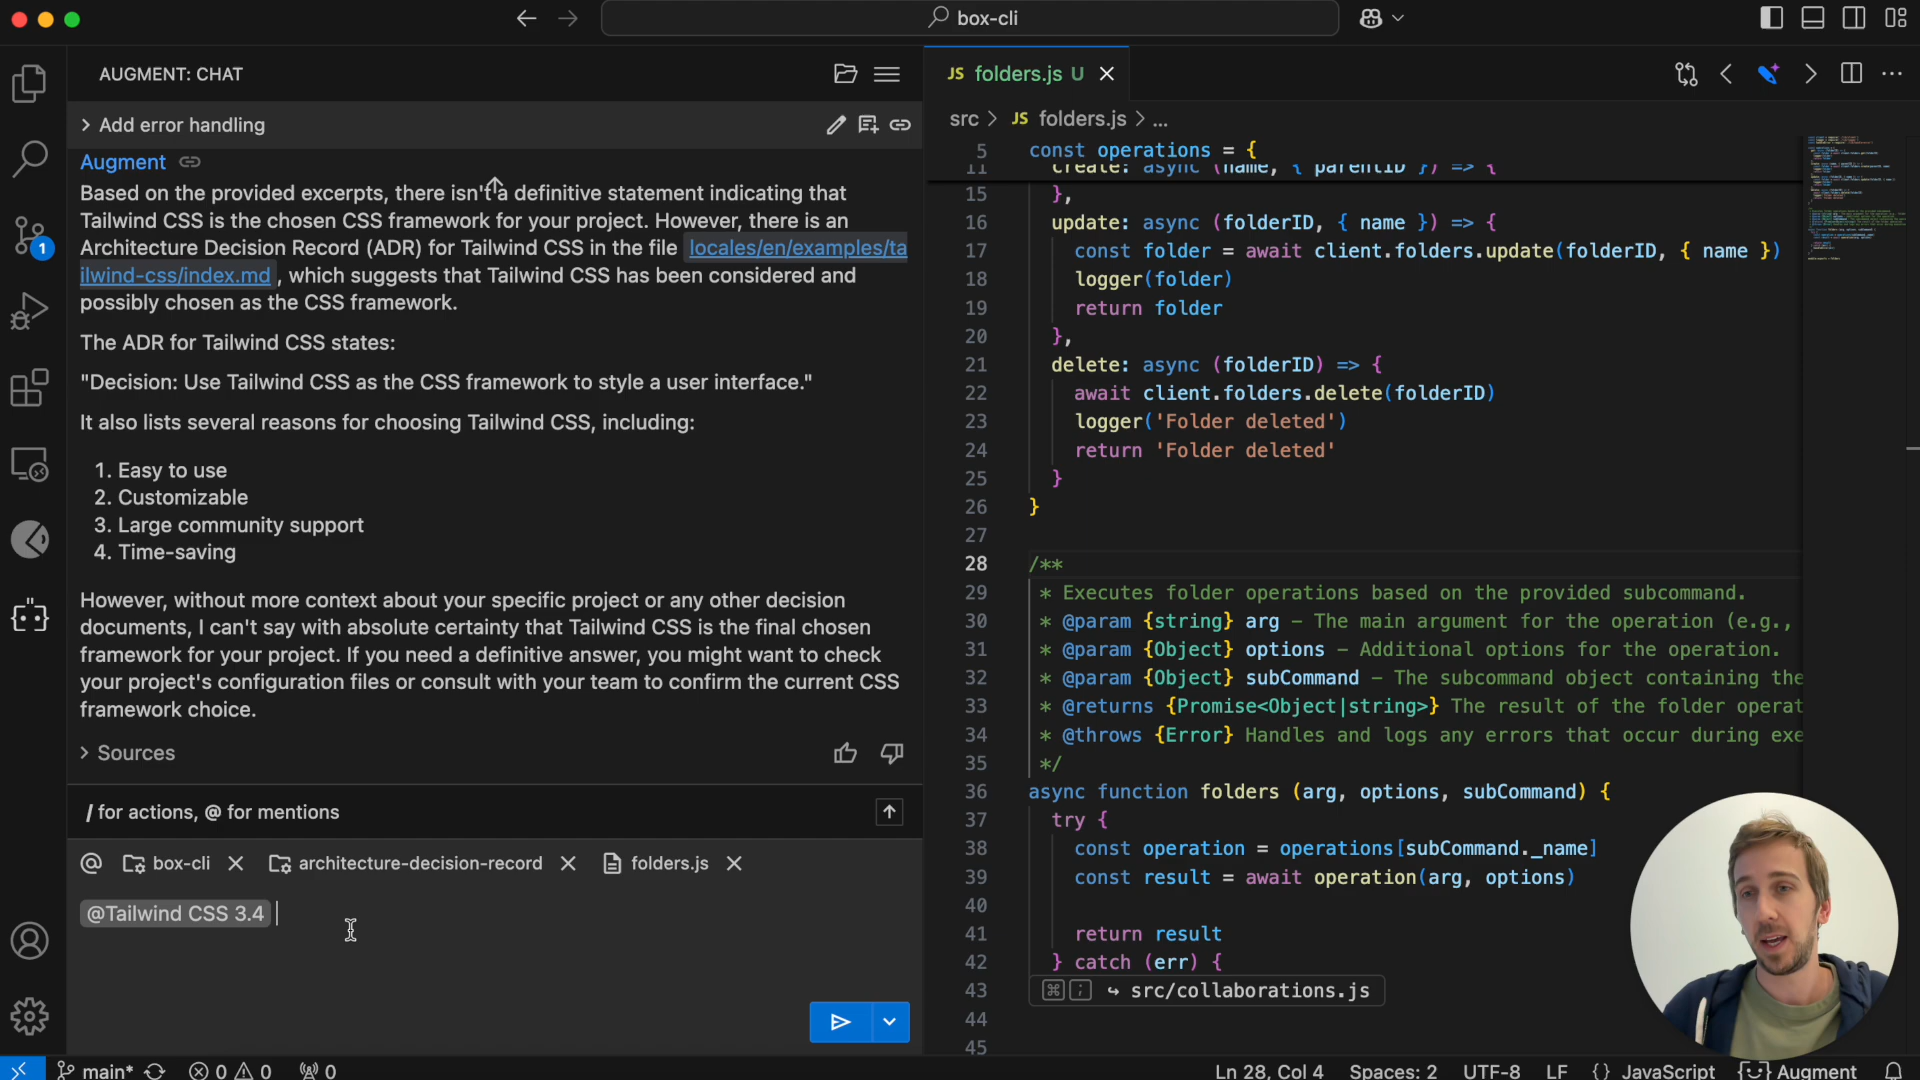 box-cli
AUGMENT: CHAT
Add error handling
Augment
Based on the provided excerpts, there isn't a definitive statement indicating that
Tailwind CSS is the chosen CSS framework for your project. However, there is an
Architecture Decision Record (ADR) for Tailwind CSS in the file locales/en/examples/ta
ilwind-css/index.md , which suggests that Tailwind CSS has been considered and
possibly chosen as the CSS framework.
The ADR for Tailwind CSS states:
"Decision: Use Tailwind CSS as the CSS framework to style a user interface."
It also lists several reasons for choosing Tailwind CSS, including:
1. Easy to use
2. Customizable
3. Large community support
4. Time-saving
However, without more context about your specific project or any other decision
documents, I can't say with absolute certainty that Tailwind CSS is the final chosen
framework for your project. If you need a definitive answer, you might want to check
your project's configuration files or consult with your team to confirm the current CSS
framework choice.
Sources
/ for actions, @ for mentions
@ box-cli architecture-decision-record folders.js
@Tailwind CSS 3.4
1
JS folders.js U
src > JS folders.js > ...
5 const operations = {
11 create: async (name, { parentID }) => {
15 },
16 update: async (folderID, { name }) => {
17 const folder = await client.folders.update(folderID, { name })
18 logger(folder)
19 return folder
20 },
21 delete: async (folderID) => {
22 await client.folders.delete(folderID)
23 logger('Folder deleted')
24 return 'Folder deleted'
25 }
26 }
27
28 /**
29 * Executes folder operations based on the provided subcommand.
30 * @param {string} arg – The main argument for the operation (e.g.,
31 * @param {Object} options – Additional options for the operation.
32 * @param {Object} subCommand – The subcommand object containing the
33 * @returns {Promise<Object|string>} The result of the folder operat
34 * @throws {Error} Handles and logs any errors that occur during exe
35 */
36 async function folders (arg, options, subCommand) {
37 try {
38 const operation = operations[subCommand._name]
39 const result = await operation(arg, options)
40
41 return result
42 } catch (err) {
43 ⌘ ; ↪ src/collaborations.js
44
45
main* 0 0 0
Ln 28, Col 4 Spaces: 2 UTF-8 LF {} JavaScript Augment